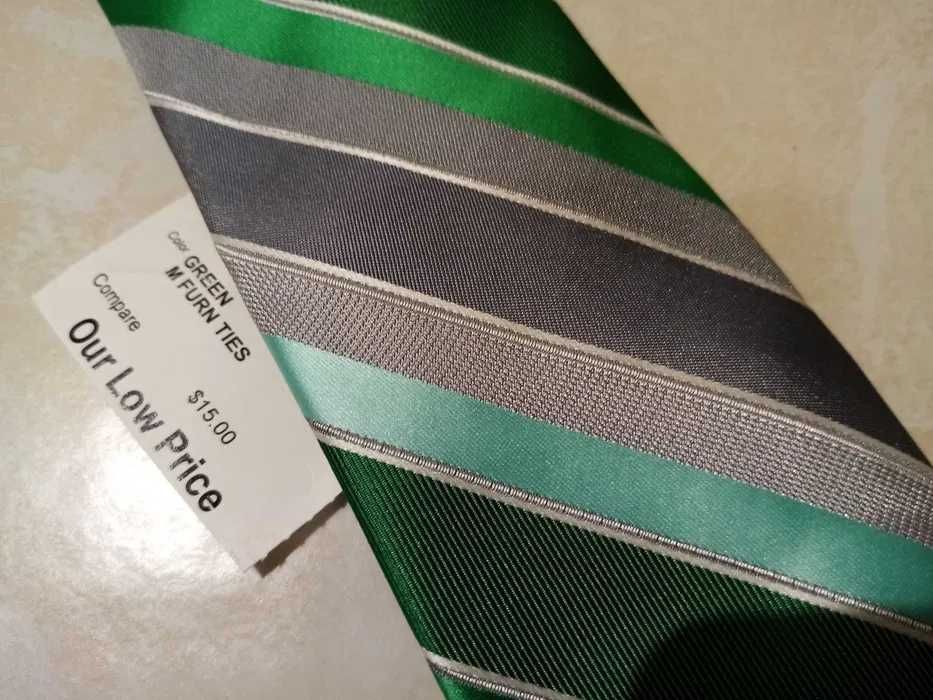 Color GREEN
M FURN TIES
Compare $15.00
Our Low Price